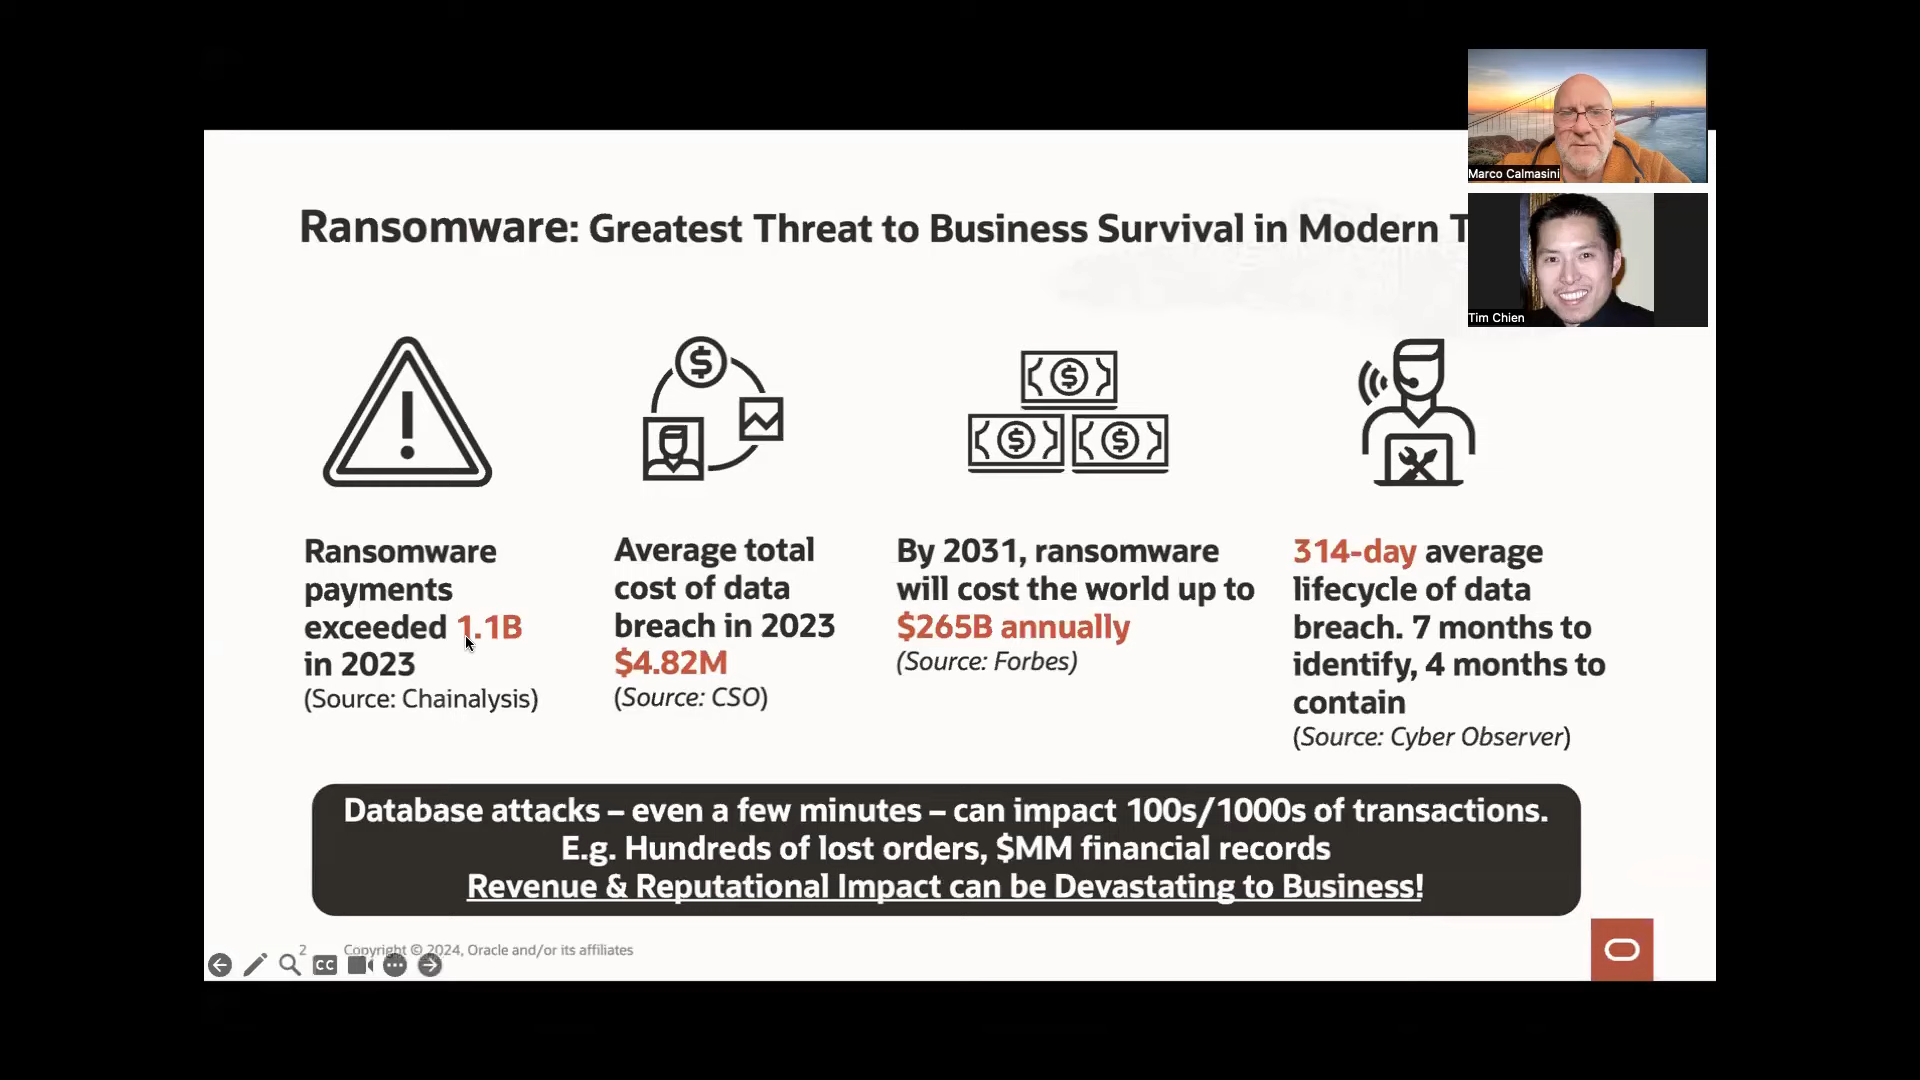 Marco Calmasini
Tim Chien
Ransomware: Greatest Threat to Business Survival in Modern T
Ransomware
payments
exceeded 1.1B
in 2023
(Source: Chainalysis)
Average total
cost of data
breach in 2023
$4.82M
(Source: CSO)
By 2031, ransomware
will cost the world up to
$265B annually
(Source: Forbes)
314-day average
lifecycle of data
breach. 7 months to
identify, 4 months to
contain
(Source: Cyber Observer)
Database attacks – even a few minutes – can impact 100s/1000s of transactions.
E.g. Hundreds of lost orders, $MM financial records
Revenue & Reputational Impact can be Devastating to Business!
2 Copyright © 2024, Oracle and/or its affiliates
CC